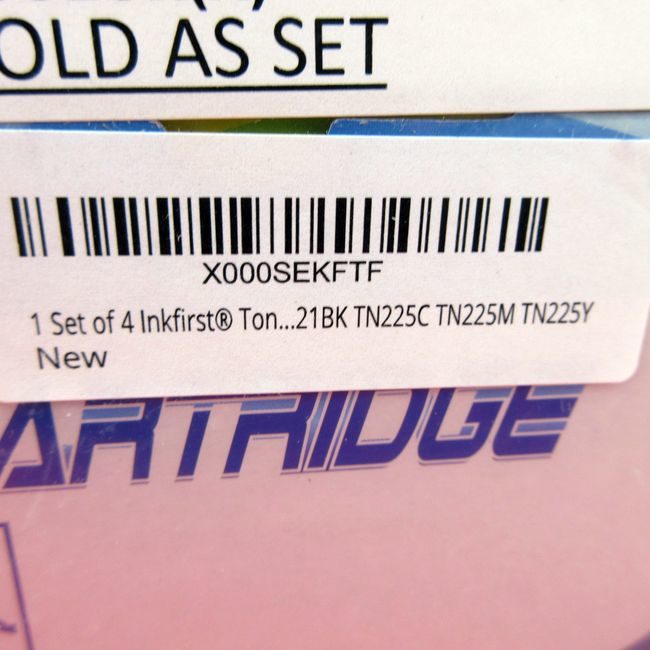 OLD AS SET
X000SEKFTF
1 Set of 4 Inkfirst® Ton...21BK TN225C TN225M TN225Y
New
ARTRIDGE